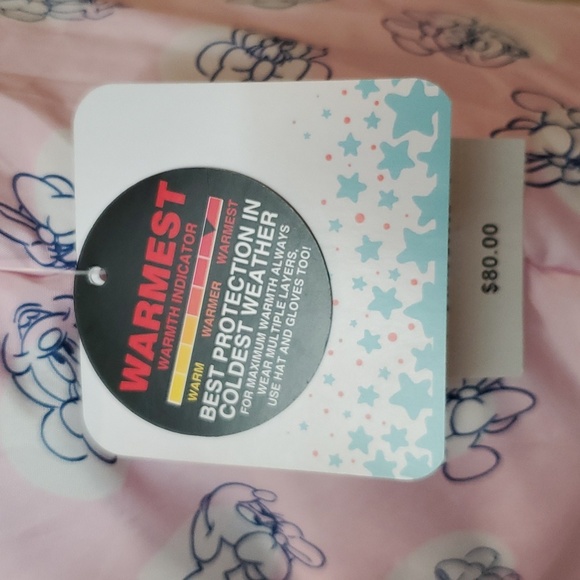 WARMEST
WARMTH INDICATOR
WARM WARMER WARMEST
BEST PROTECTION IN
COLDEST WEATHER
FOR MAXIMUM WARMTH ALWAYS
WEAR MULTIPLE LAYERS,
USE HAT AND GLOVES TOO!
$80.00